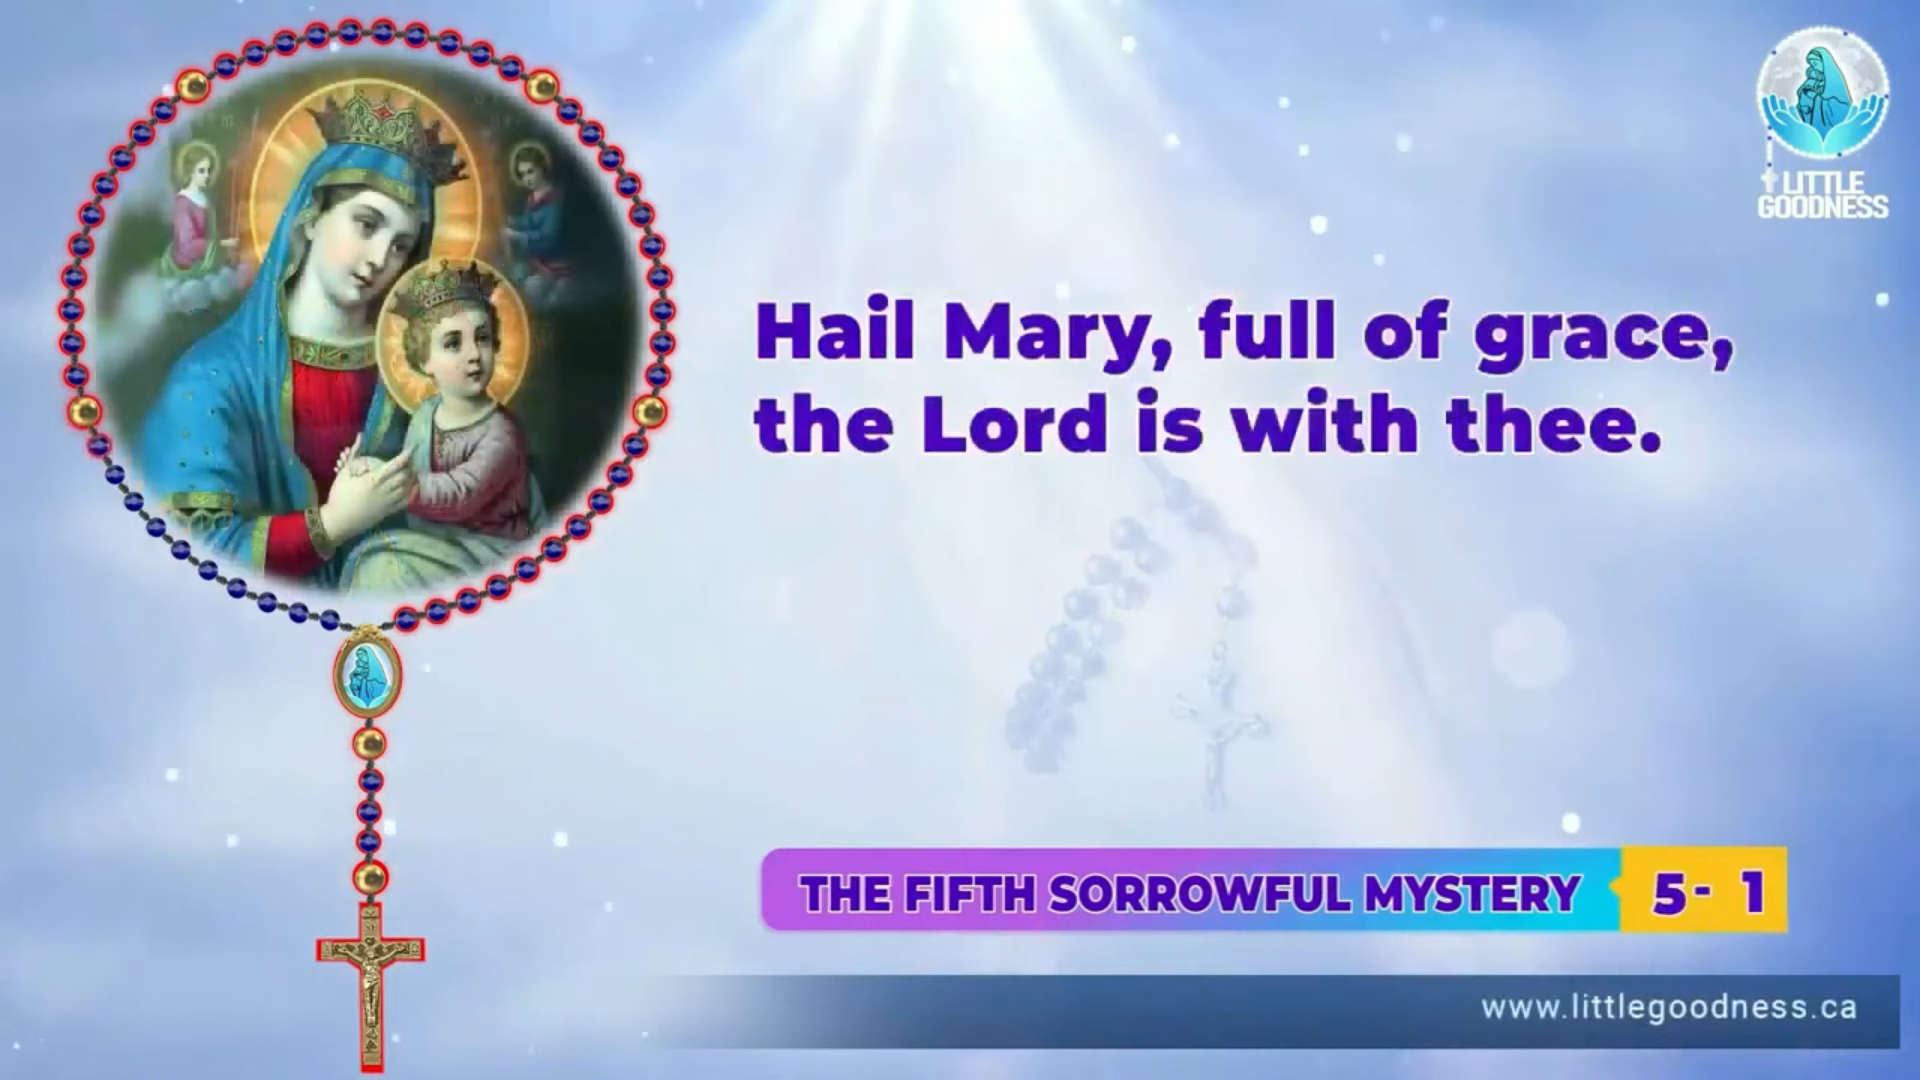 LITTLE
GOODNESS
Hail Mary, full of grace,
the Lord is with thee.
THE FIFTH SORROWFUL MYSTERY 5- 1
www.littlegoodness.ca